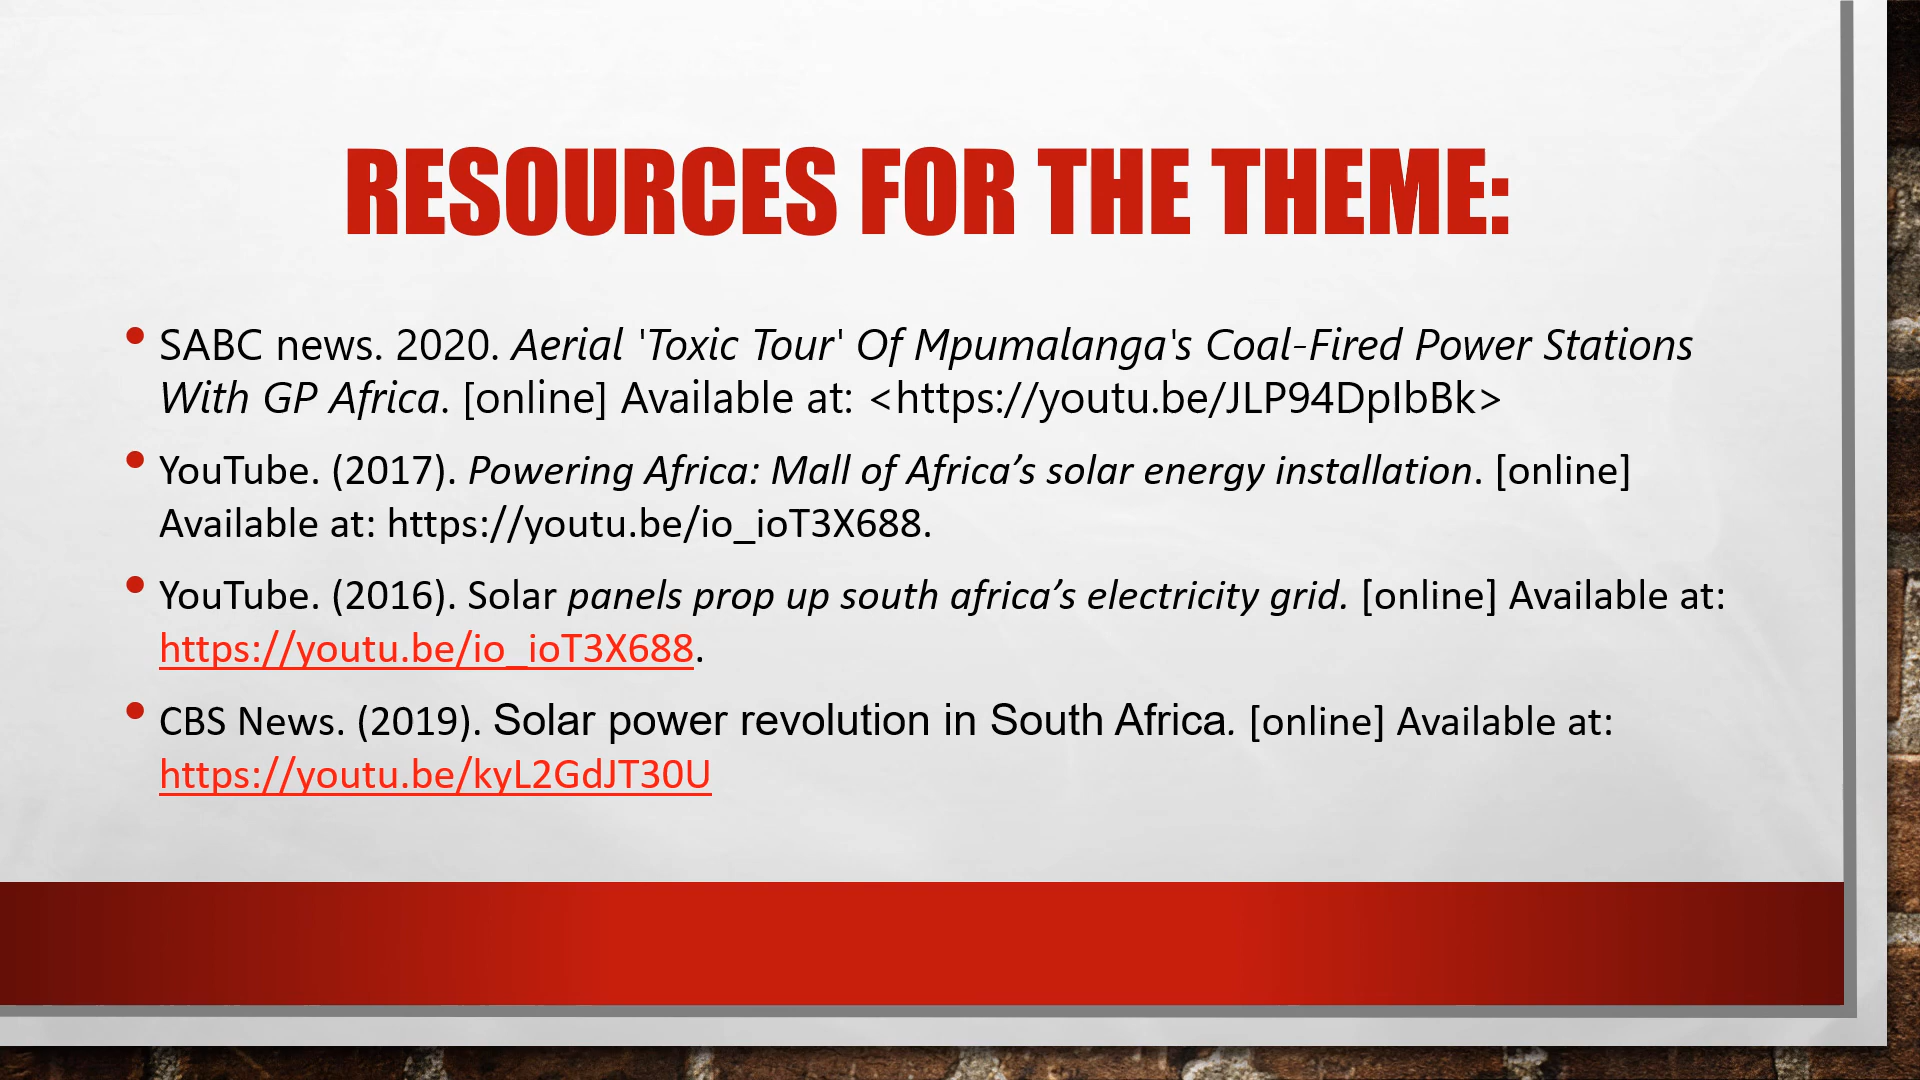 RESOURCES FOR THE THEME:
• SABC news. 2020. Aerial 'Toxic Tour' Of Mpumalanga's Coal-Fired Power Stations
With GP Africa. [online] Available at: <https://youtu.be/JLP94DpIbBk>
• YouTube. (2017). Powering Africa: Mall of Africa’s solar energy installation. [online]
Available at: https://youtu.be/io_ioT3X688.
• YouTube. (2016). Solar panels prop up south africa’s electricity grid. [online] Available at:
https://youtu.be/io_ioT3X688.
• CBS News. (2019). Solar power revolution in South Africa. [online] Available at:
https://youtu.be/kyL2GdJT30U